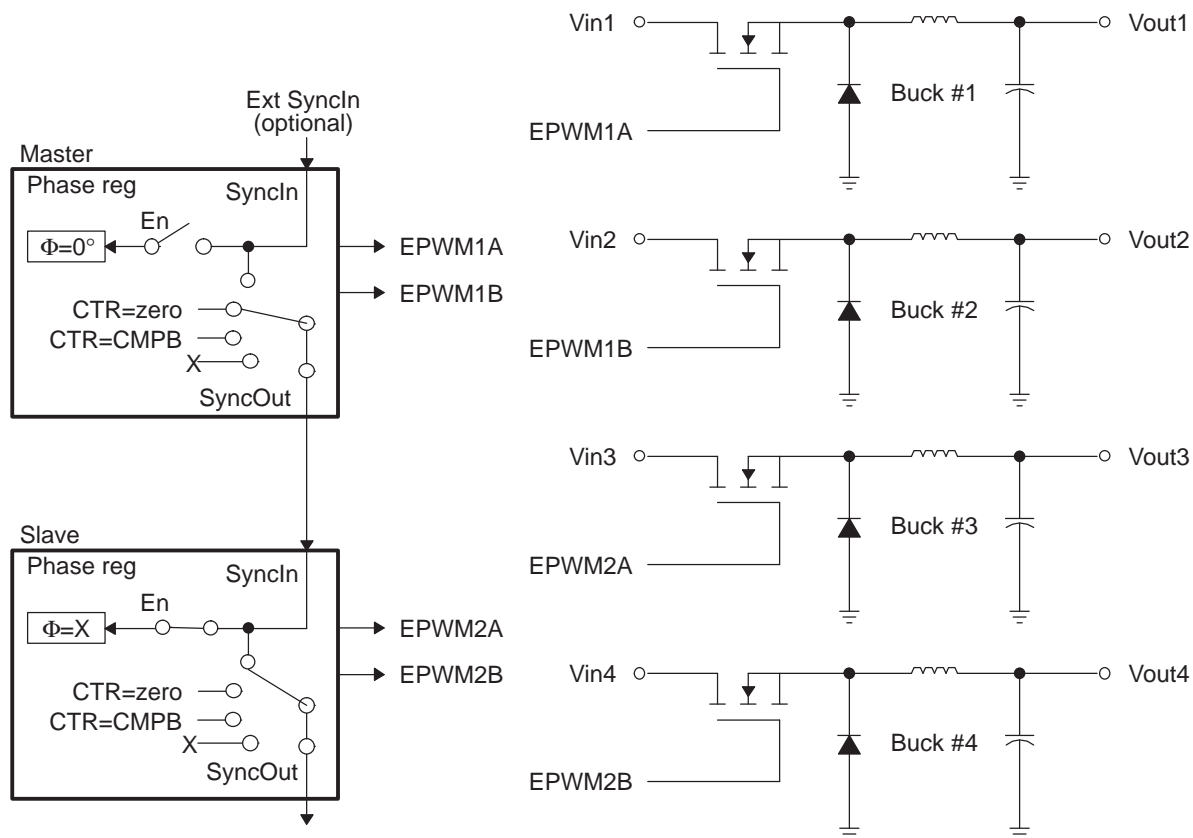 Ext SyncIn
(optional)
Master
Phase reg
SyncIn
En
Φ=0°
EPWM1A
EPWM1B
CTR=zero
CTR=CMPB
X
SyncOut
Slave
Phase reg
SyncIn
En
Φ=X
EPWM2A
EPWM2B
CTR=zero
CTR=CMPB
X
SyncOut
Vin1
Vout1
Buck #1
EPWM1A
Vin2
Vout2
Buck #2
EPWM1B
Vin3
Vout3
Buck #3
EPWM2A
Vin4
Vout4
Buck #4
EPWM2B